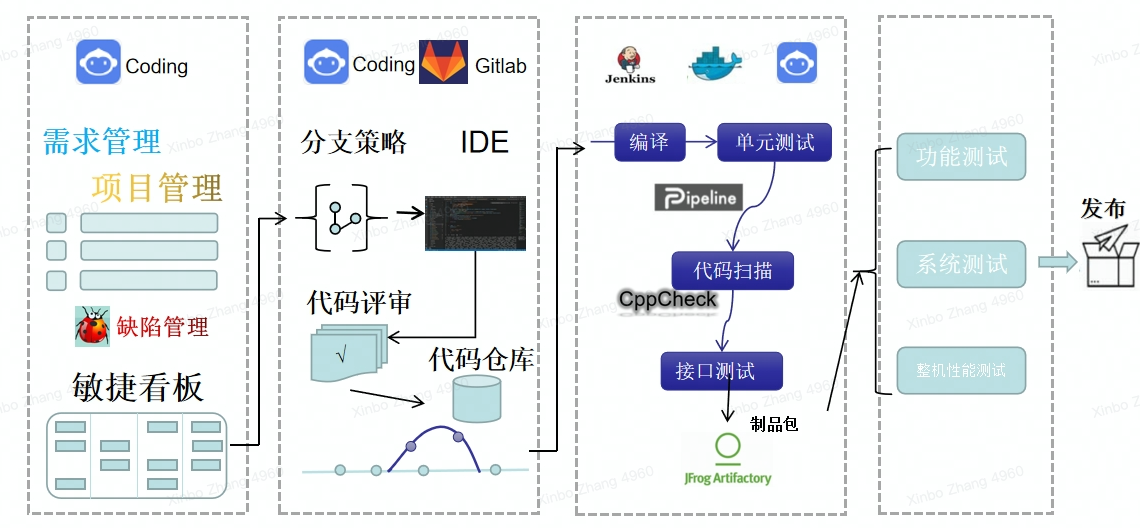 Coding
需求管理
项目管理
缺陷管理
敏捷看板
Coding
Gitlab
分支策略
IDE
代码评审
√
代码仓库
Jenkins
docker
编译
单元测试
Pipeline
代码扫描
CppCheck
接口测试
制品包
JFrog Artifactory
功能测试
系统测试
整机性能测试
发布
Xinbo Zhang 4960